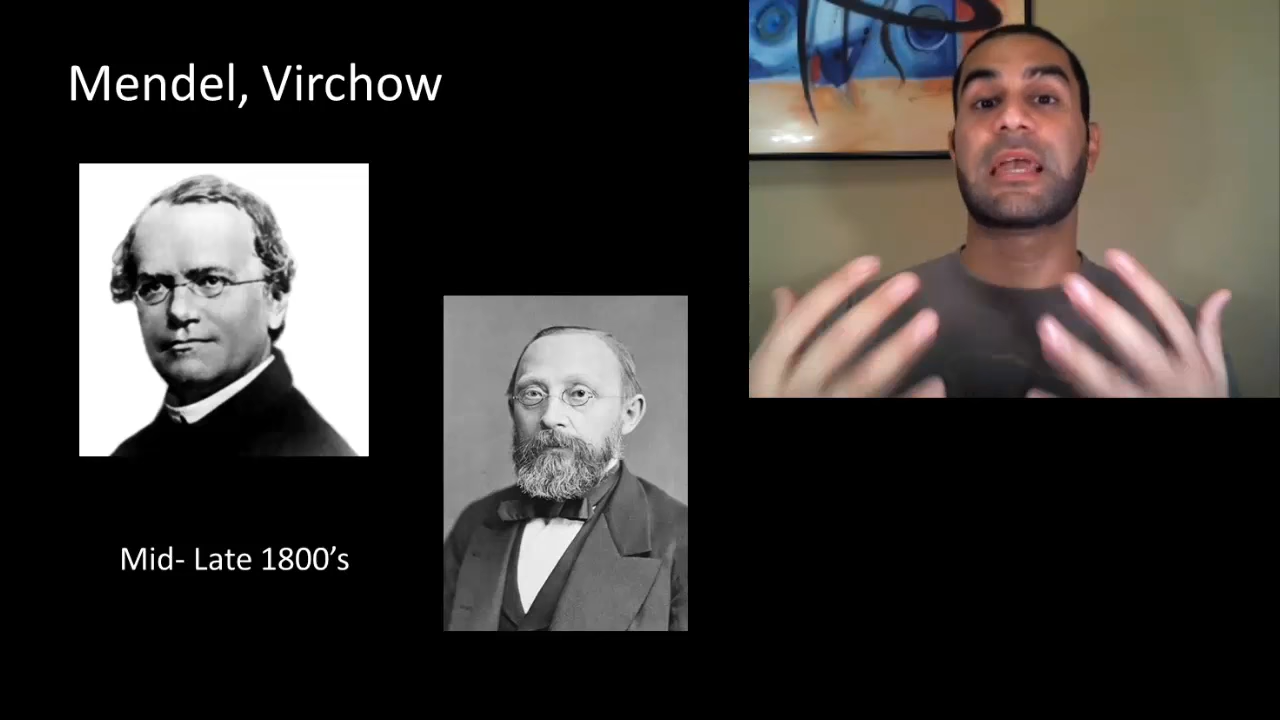 Mendel, Virchow
Mid- Late 1800’s